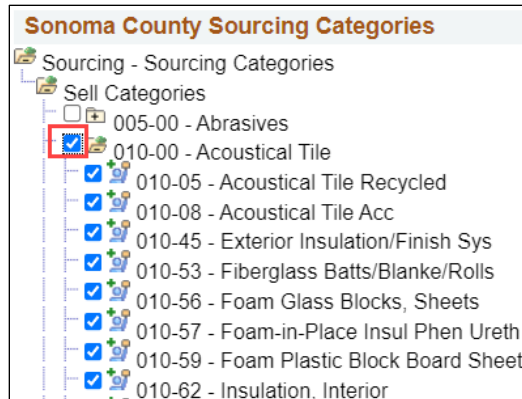 Sonoma County Sourcing Categories
Sourcing - Sourcing Categories
Sell Categories
005-00 - Abrasives
010-00 - Acoustical Tile
010-05 - Acoustical Tile Recycled
010-08 - Acoustical Tile Acc
010-45 - Exterior Insulation/Finish Sys
010-53 - Fiberglass Batts/Blanke/Rolls
010-56 - Foam Glass Blocks, Sheets
010-57 - Foam-in-Place Insul Phen Ureth
010-59 - Foam Plastic Block Board Sheet
010-62 - Insulation, Interior